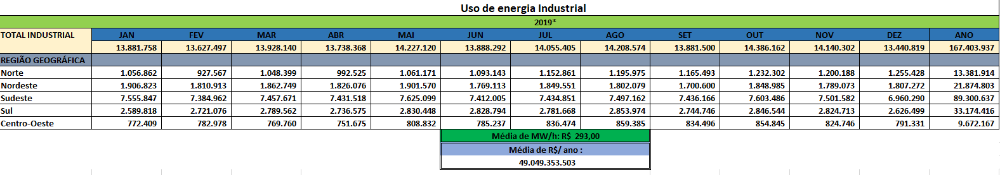 Uso de energia Industrial
2019*
TOTAL INDUSTRIAL JAN FEV MAR ABR MAI JUN JUL AGO SET OUT NOV DEZ ANO
13.881.758 13.627.497 13.928.140 13.738.368 14.227.120 13.888.292 14.055.405 14.208.574 13.881.500 14.386.162 14.140.302 13.440.819 167.403.937
REGIÃO GEOGRÁFICA
Norte 1.056.862 927.567 1.048.399 992.525 1.061.171 1.093.143 1.152.861 1.195.975 1.165.493 1.232.302 1.200.188 1.255.428 13.381.914
Nordeste 1.906.823 1.810.913 1.862.749 1.826.076 1.901.570 1.769.113 1.849.551 1.802.079 1.700.600 1.848.985 1.789.073 1.807.272 21.874.803
Sudeste 7.555.847 7.384.962 7.457.671 7.431.518 7.625.099 7.412.005 7.434.851 7.497.162 7.436.166 7.603.486 7.501.582 6.960.290 89.300.637
Sul 2.589.818 2.721.076 2.789.562 2.736.575 2.830.448 2.828.794 2.781.668 2.853.974 2.744.746 2.846.544 2.824.713 2.626.499 33.174.416
Centro-Oeste 772.409 782.978 769.760 751.675 808.832 785.237 836.474 859.385 834.496 854.845 824.746 791.331 9.672.167
Média de MW/h: R$ 293,00
Média de R$/ ano :
49.049.353.503